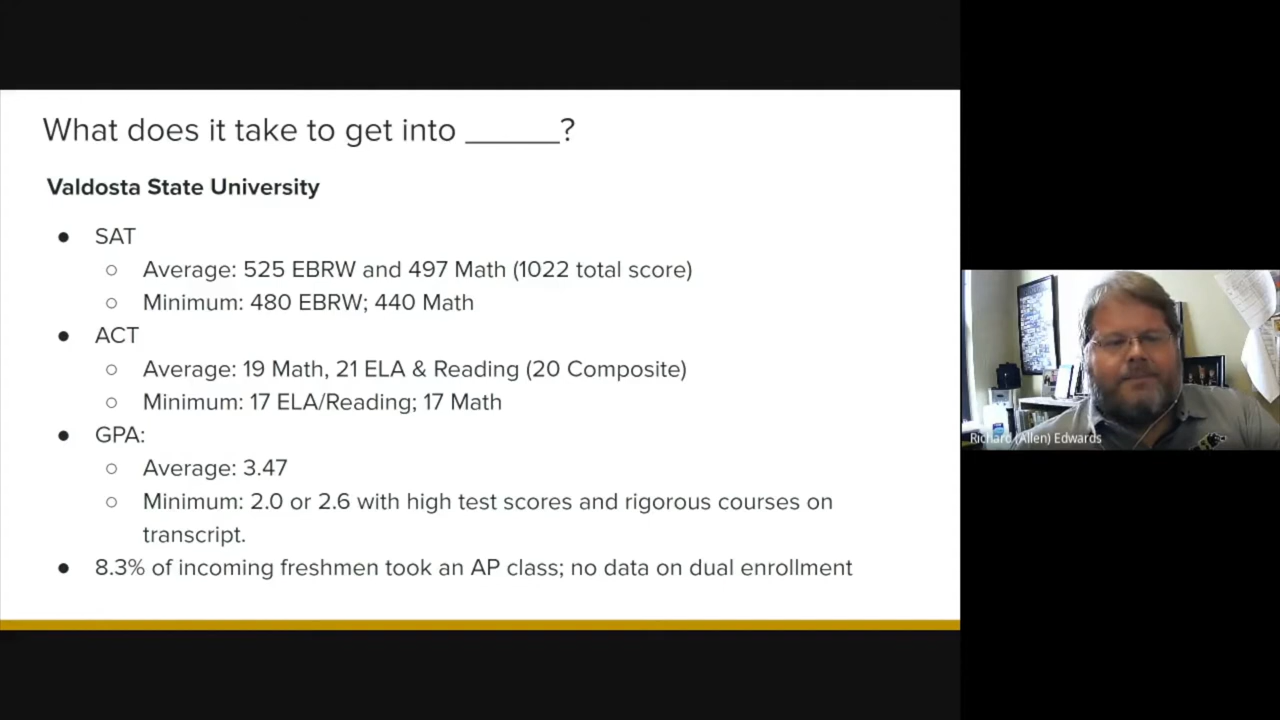 What does it take to get into ______?
Valdosta State University
● SAT
○ Average: 525 EBRW and 497 Math (1022 total score)
○ Minimum: 480 EBRW; 440 Math
● ACT
○ Average: 19 Math, 21 ELA & Reading (20 Composite)
○ Minimum: 17 ELA/Reading; 17 Math
● GPA:
○ Average: 3.47
○ Minimum: 2.0 or 2.6 with high test scores and rigorous courses on
transcript.
● 8.3% of incoming freshmen took an AP class; no data on dual enrollment
Richard (Allen) Edwards